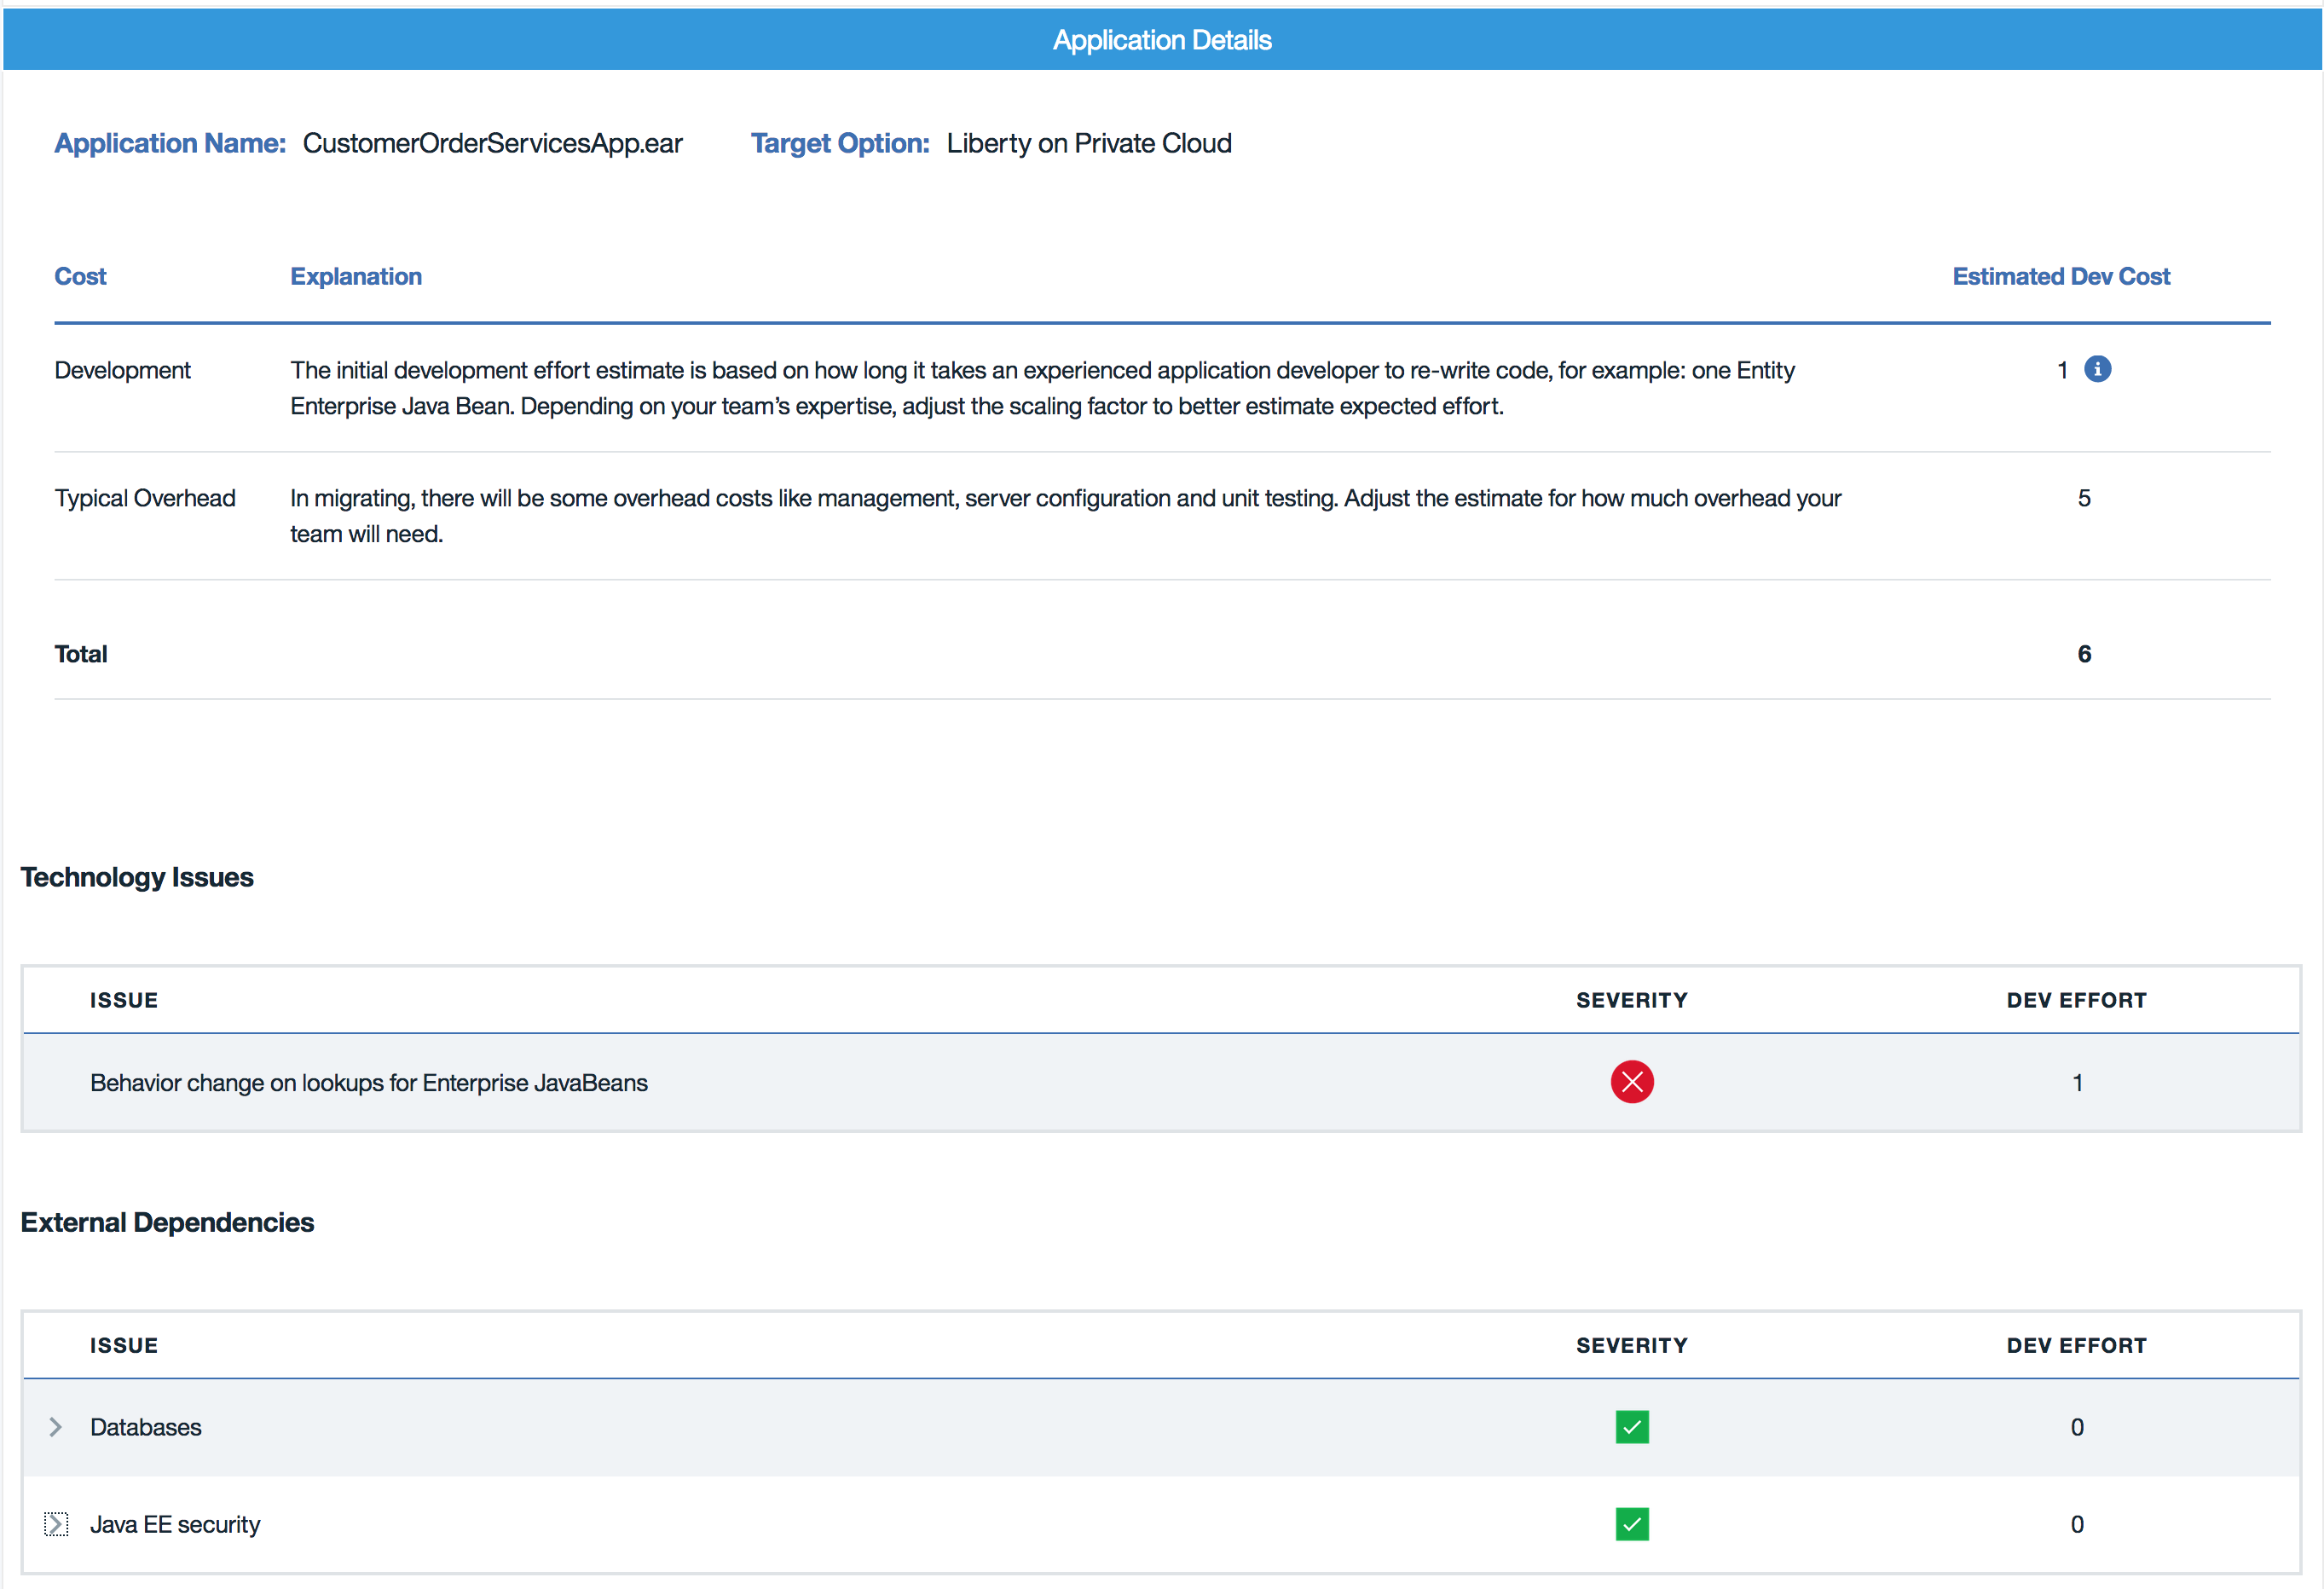 Application Details
Application Name: CustomerOrderServicesApp.ear Target Option: Liberty on Private Cloud
Cost Explanation Estimated Dev Cost
Development The initial development effort estimate is based on how long it takes an experienced application developer to re-write code, for example: one Entity 1
Enterprise Java Bean. Depending on your team’s expertise, adjust the scaling factor to better estimate expected effort.
Typical Overhead In migrating, there will be some overhead costs like management, server configuration and unit testing. Adjust the estimate for how much overhead your 5
team will need.
Total 6
Technology Issues
ISSUE SEVERITY DEV EFFORT
Behavior change on lookups for Enterprise JavaBeans 1
External Dependencies
ISSUE SEVERITY DEV EFFORT
Databases 0
Java EE security 0